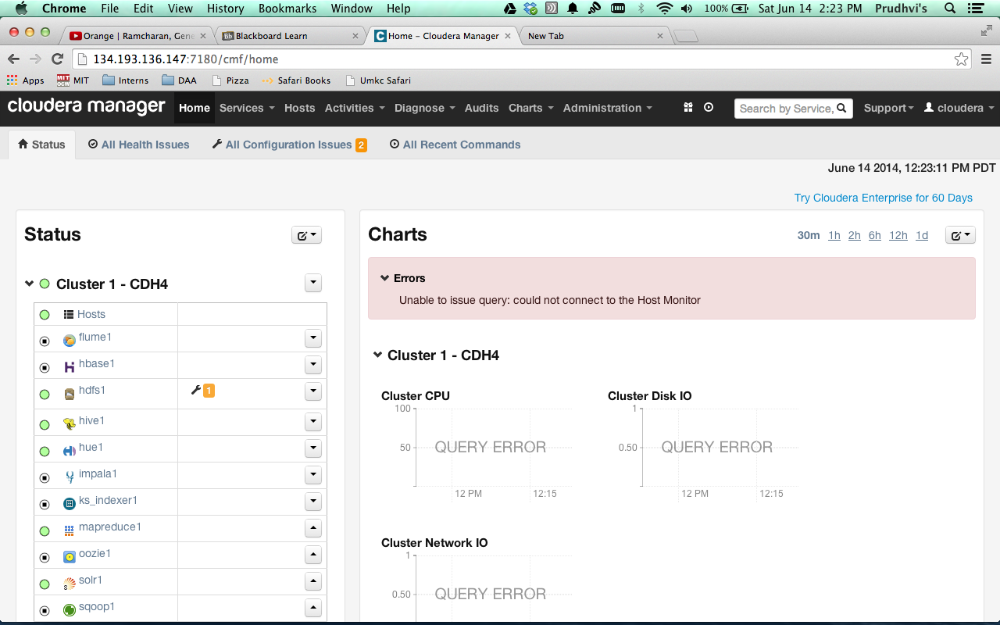 Chrome File Edit View History Bookmarks Window Help 100% Sat Jun 14 2:23 PM Prudhvi's
Orange | Ramcharan, Gene × Bb Blackboard Learn × C Home – Cloudera Manager × New Tab ×
134.193.136.147:7180/cmf/home
Apps MIT OCW MIT Interns DAA Pizza Safari Books Umkc Safari
cloudera manager Home Services Hosts Activities Diagnose Audits Charts Administration Search by Service, Support cloudera
Status All Health Issues All Configuration Issues 2 All Recent Commands
June 14 2014, 12:23:11 PM PDT
Try Cloudera Enterprise for 60 Days
Status
Cluster 1 - CDH4
Hosts
flume1
hbase1
hdfs1 1
hive1
hue1
impala1
ks_indexer1
mapreduce1
oozie1
solr1
sqoop1
Charts 30m 1h 2h 6h 12h 1d
Errors
Unable to issue query: could not connect to the Host Monitor
Cluster 1 - CDH4
Cluster CPU
100
50 QUERY ERROR
12 PM 12:15
Cluster Disk IO
1
0.50 QUERY ERROR
12 PM 12:15
Cluster Network IO
1
0.50 QUERY ERROR